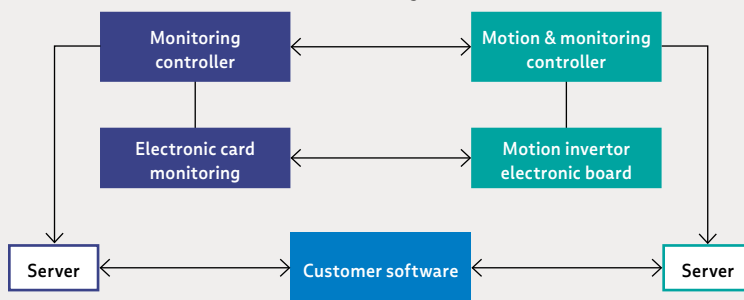 Monitoring
controller
Motion & monitoring
controller
Electronic card
monitoring
Motion invertor
electronic board
Server
Customer software
Server